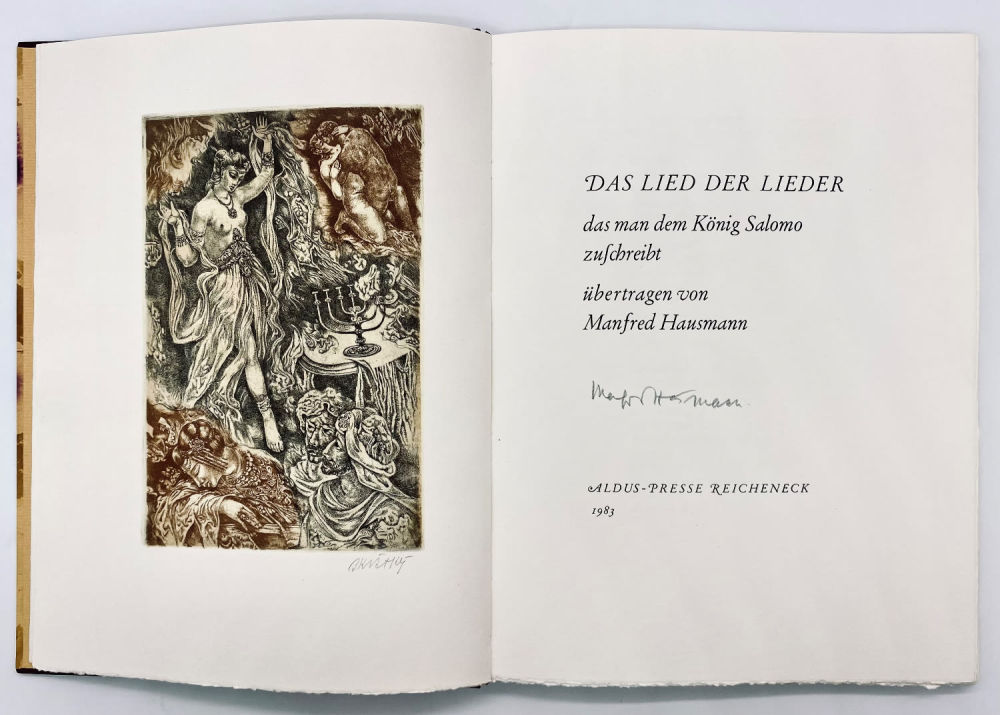 DAS LIED DER LIEDER
das man dem König Salomo
zuſchreibt
übertragen von
Manfred Hausmann
Manfred Hausmann
ALDUS-PRESSE REICHENECK
1983